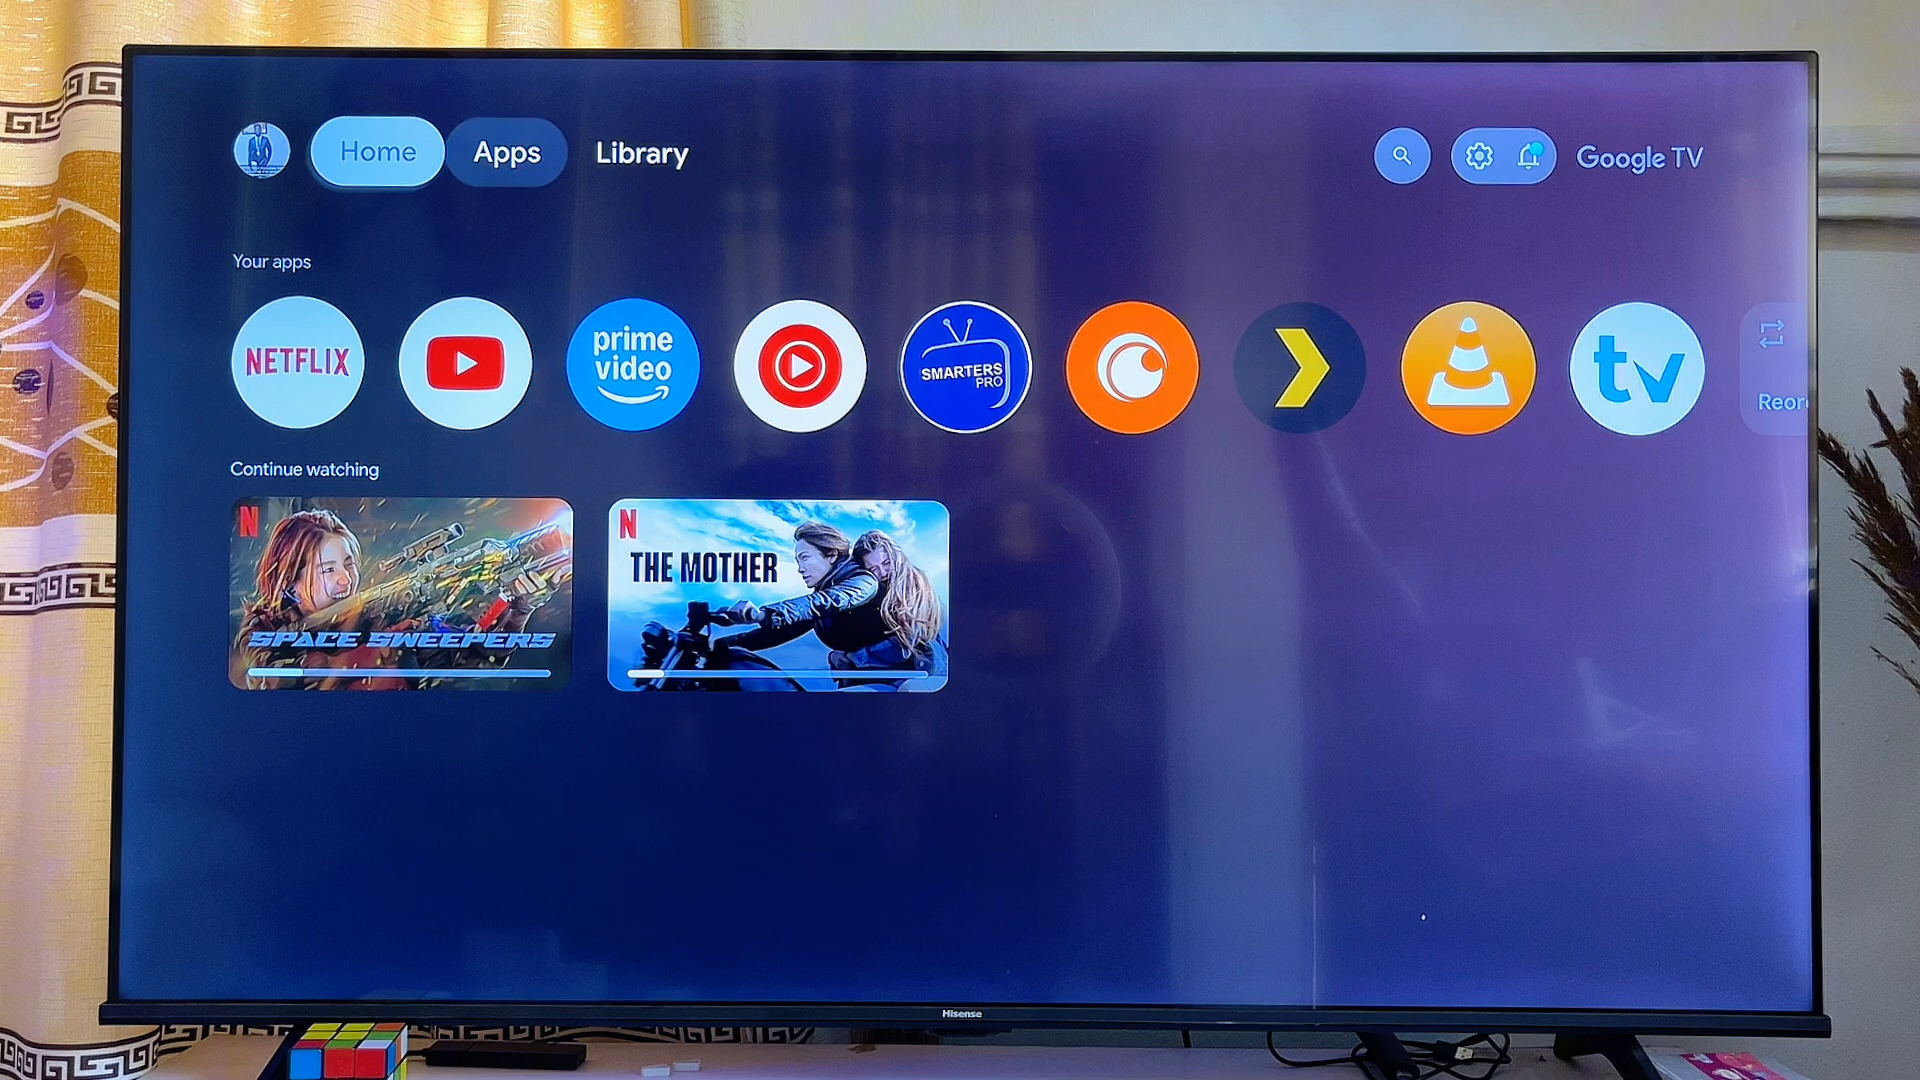 Home Apps Library Google TV
Your apps
NETFLIX
prime video
SMARTERS PRO
tv
Reor
Continue watching
N
SPACE SWEEPERS
N
THE MOTHER
Hisense